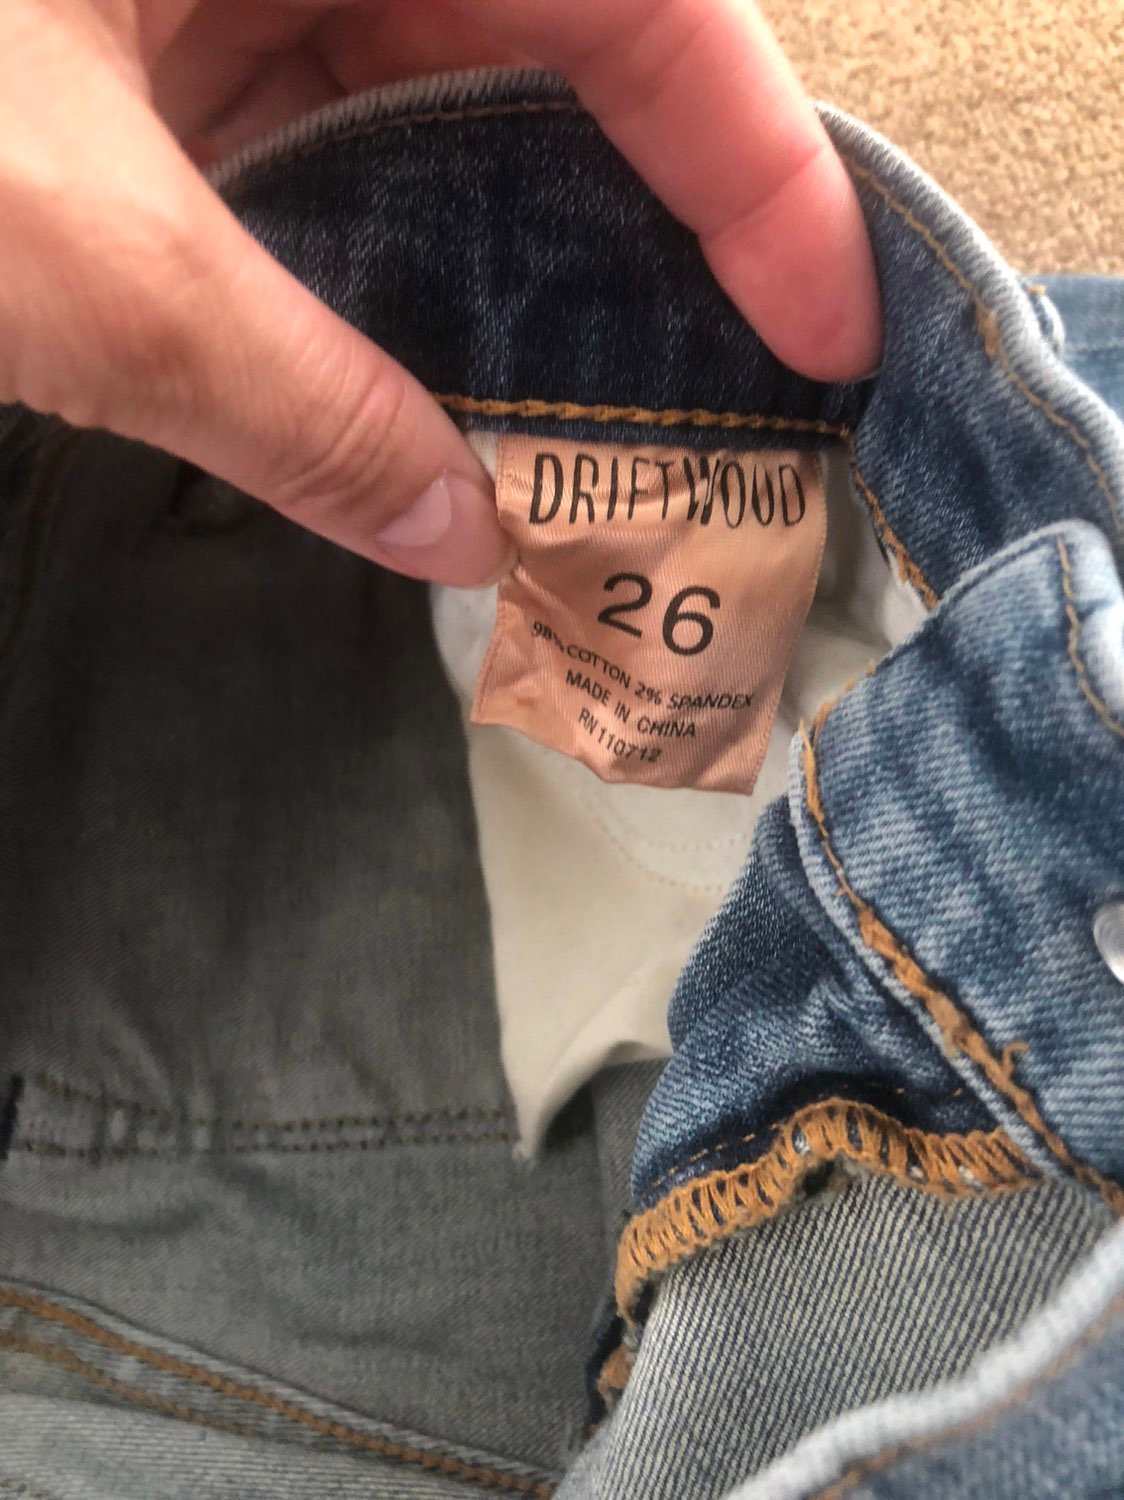 DRIFTWOOD
26
98% COTTON 2% SPANDEX
MADE IN CHINA
RN 110712